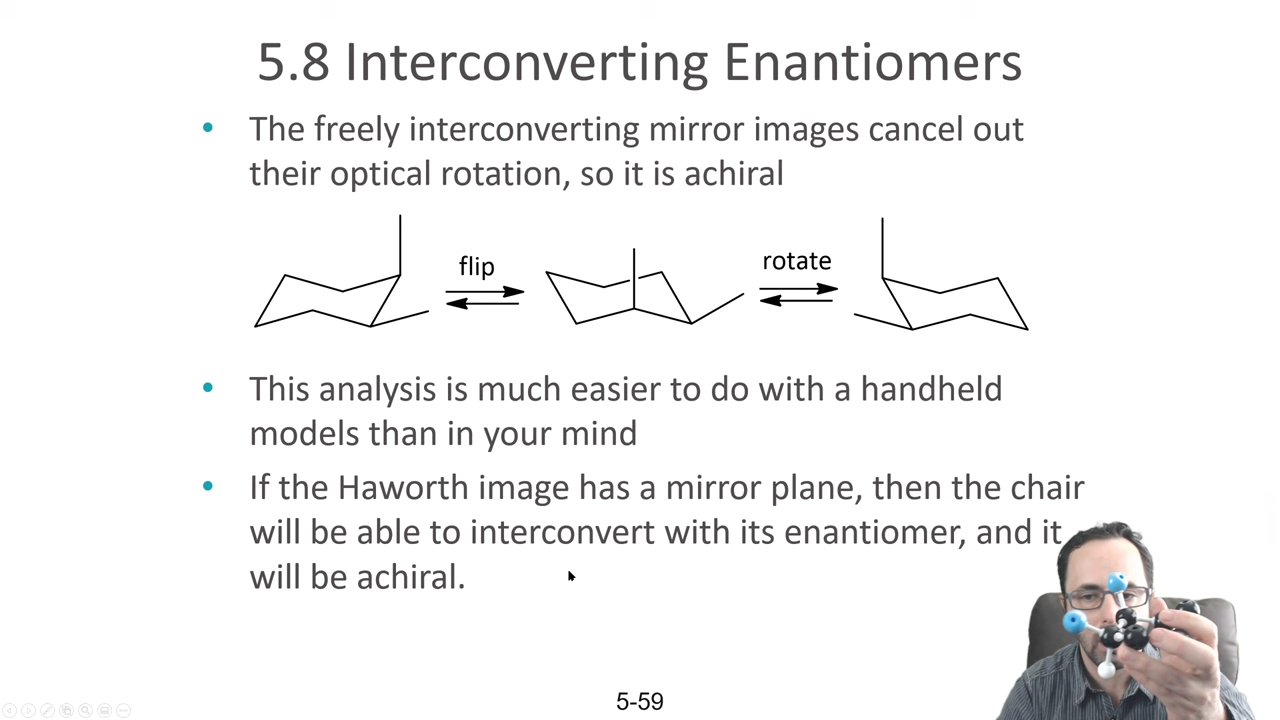 5.8 Interconverting Enantiomers
• The freely interconverting mirror images cancel out
their optical rotation, so it is achiral
flip
rotate
• This analysis is much easier to do with a handheld
models than in your mind
• If the Haworth image has a mirror plane, then the chair
will be able to interconvert with its enantiomer, and it
will be achiral.
5-59